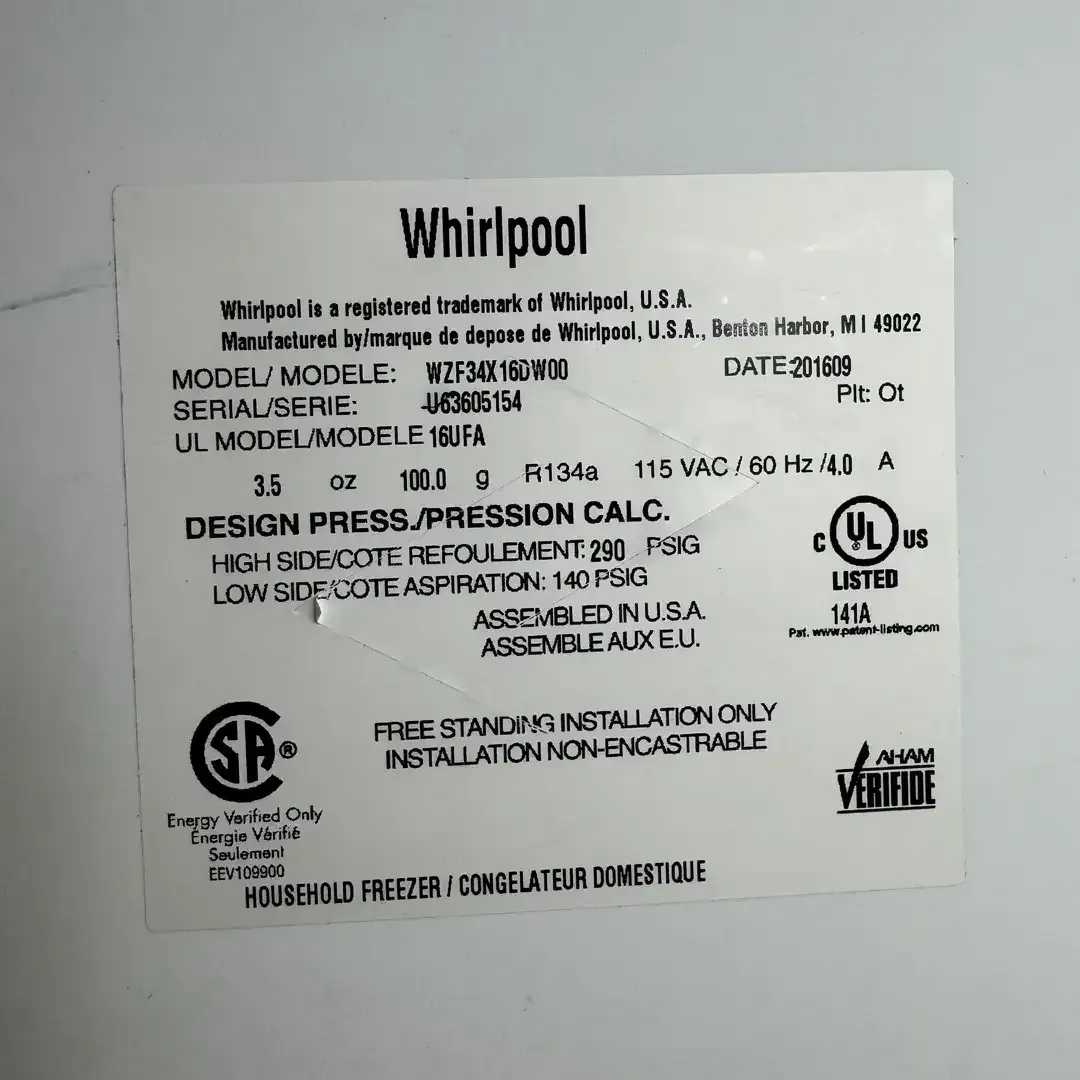 Whirlpool
Whirlpool is a registered trademark of Whirlpool, U.S.A.
Manufactured by/marque de depose de Whirlpool, U.S.A., Benton Harbor, M I 49022
MODEL/ MODELE: WZF34X16DW00 DATE:201609
SERIAL/SERIE: U63605154 Plt: Ot
UL MODEL/MODELE 16UFA
3.5 oz 100.0 g R134a 115 VAC / 60 Hz /4.0 A
DESIGN PRESS./PRESSION CALC.
HIGH SIDE/COTE REFOULEMENT: 290 PSIG
LOW SIDE/COTE ASPIRATION: 140 PSIG
ASSEMBLED IN U.S.A.
ASSEMBLE AUX E.U.
C UL US
®
LISTED
141A
Pat. www.patent-listing.com
FREE STANDING INSTALLATION ONLY
INSTALLATION NON-ENCASTRABLE
CSA®
Energy Verified Only
Énergie Vérifié
Seulement
EEV109900
AHAM
VERIFIDE
HOUSEHOLD FREEZER / CONGELATEUR DOMESTIQUE